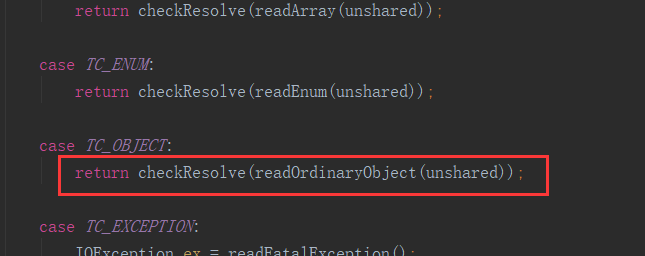 return checkResolve(readArray(unshared));
case TC_ENUM:
return checkResolve(readEnum(unshared));
case TC_OBJECT:
return checkResolve(readOrdinaryObject(unshared));
case TC_EXCEPTION:
IOException ex = readFatalException();